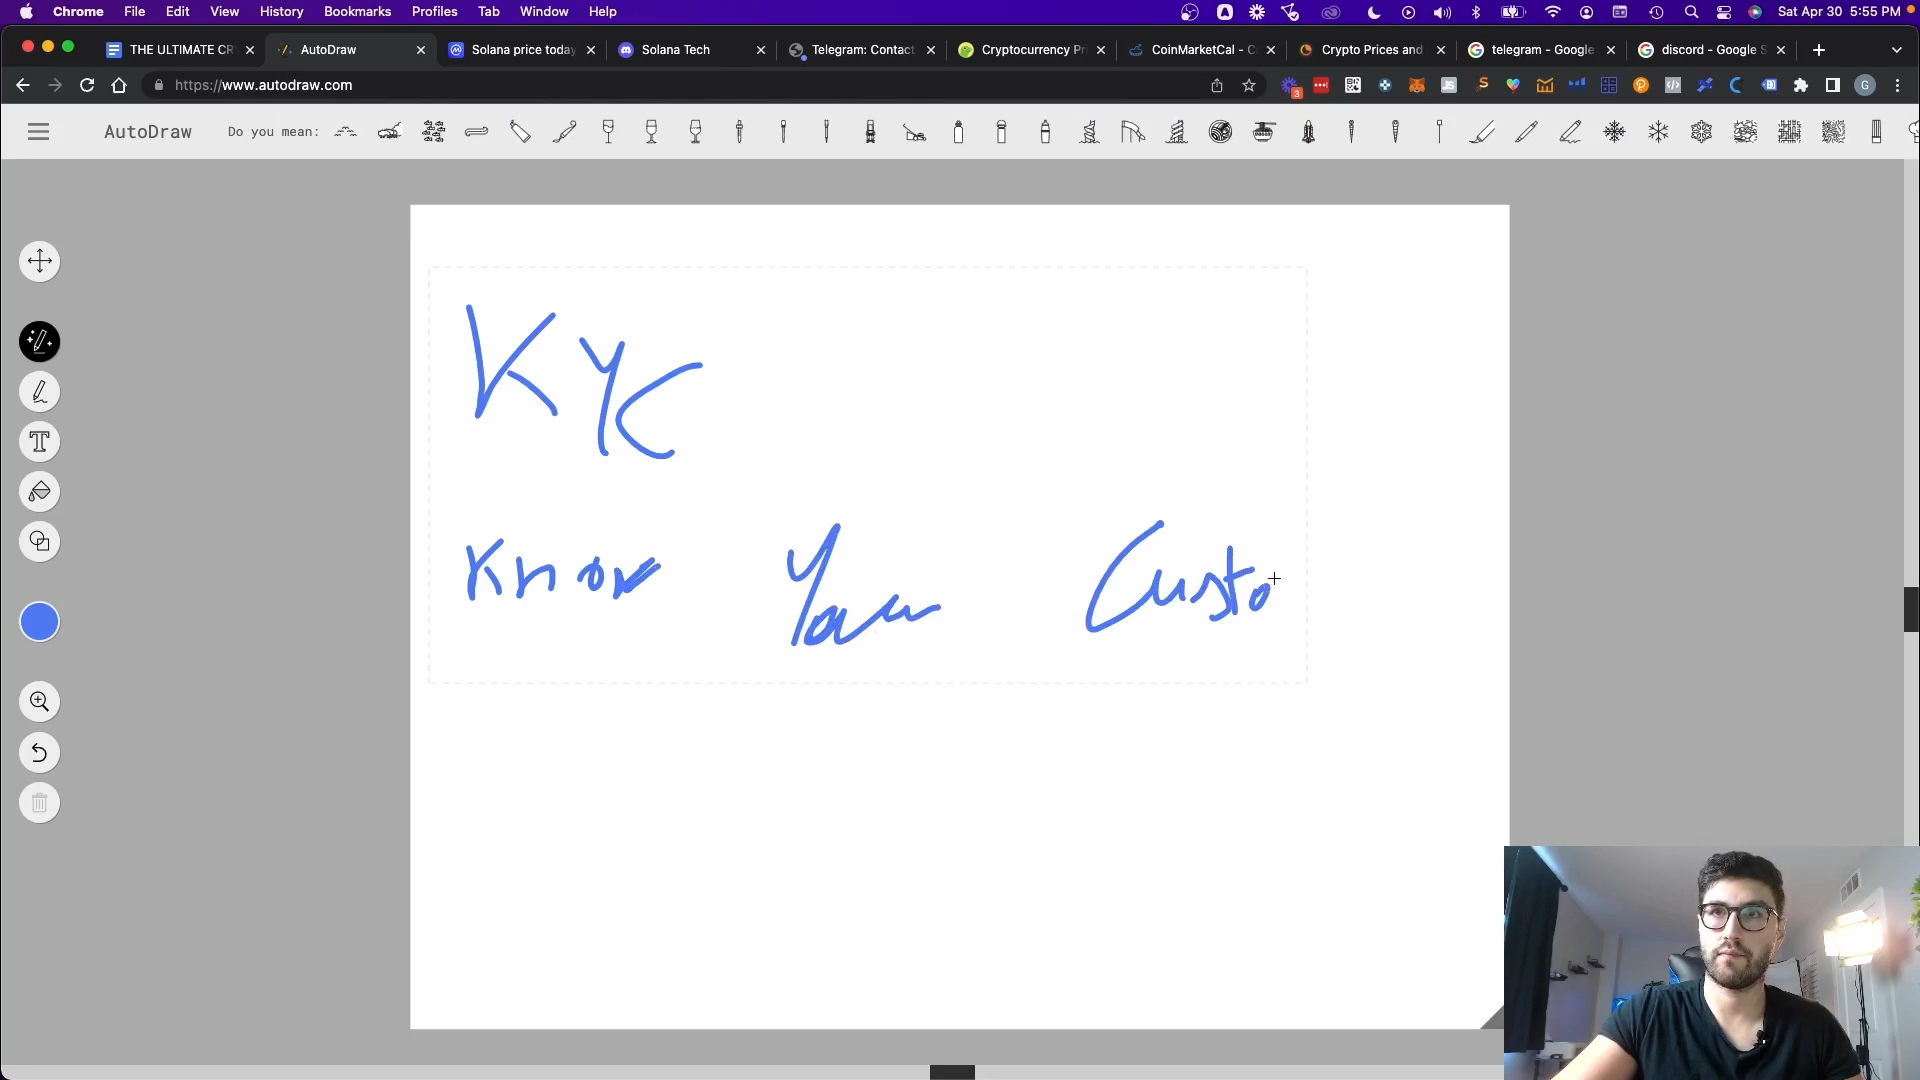 Chrome File Edit View History Bookmarks Profiles Tab Window Help Sat Apr 30 5:55 PM
THE ULTIMATE CR AutoDraw Solana price today Solana Tech Telegram: Contact Cryptocurrency Pr CoinMarketCal - C Crypto Prices and telegram - Google discord - Google S
https://www.autodraw.com 3 G
AutoDraw Do you mean:
KYC
Know Your Custo